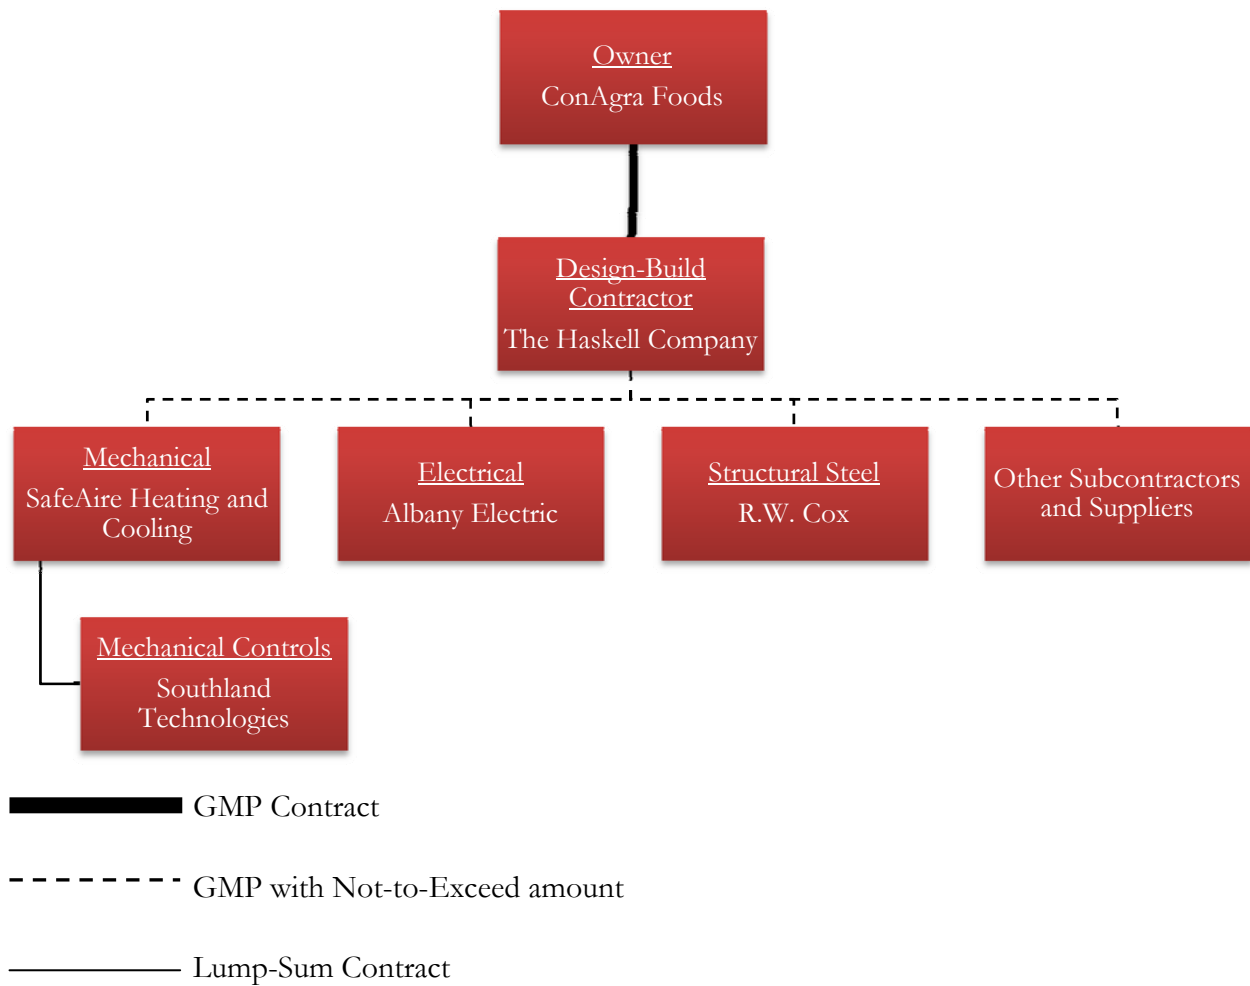 Owner
ConAgra Foods
Design-Build
Contractor
The Haskell Company
Mechanical
SafeAire Heating and
Cooling
Electrical
Albany Electric
Structural Steel
R.W. Cox
Other Subcontractors
and Suppliers
Mechanical Controls
Southland
Technologies
GMP Contract
GMP with Not-to-Exceed amount
Lump-Sum Contract